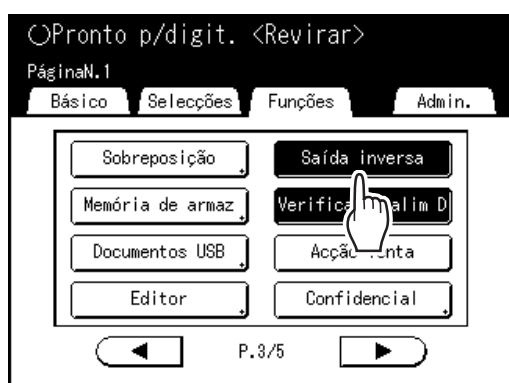 Pronto p/digit. <Revirar>
PáginaN.1
Básico Selecções Funções Admin.
Sobreposição Saída inversa
Memória de armaz alim D
Documentos USB Acção
Editor Confidencial
P.3/5